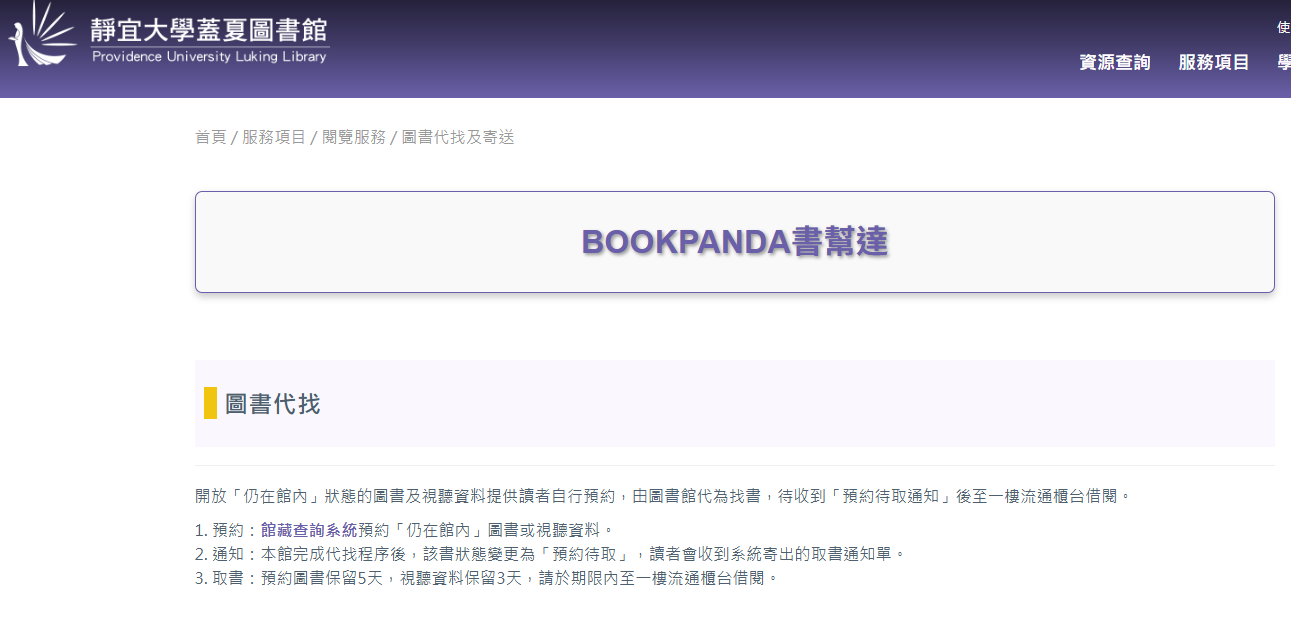 靜宜大學蓋夏圖書館
Providence University Luking Library
使
資源查詢 服務項目 學
首頁 / 服務項目 / 閱覽服務 / 圖書代找及寄送
BOOKPANDA書幫達
圖書代找
開放「仍在館內」狀態的圖書及視聽資料提供讀者自行預約，由圖書館代為找書，待收到「預約待取通知」後至一樓流通櫃台借閱。
1. 預約：館藏查詢系統預約「仍在館內」圖書或視聽資料。
2. 通知：本館完成代找程序後，該書狀態變更為「預約待取」，讀者會收到系統寄出的取書通知單。
3. 取書：預約圖書保留5天，視聽資料保留3天，請於期限內至一樓流通櫃台借閱。